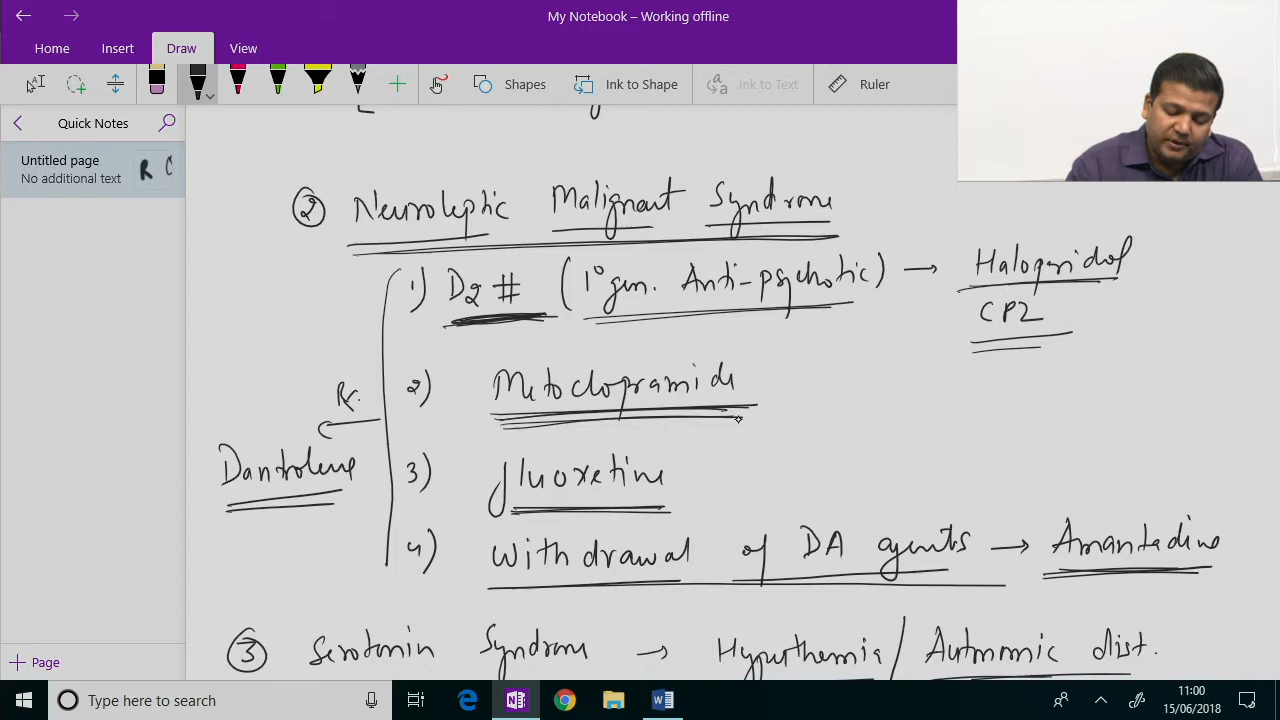 My Notebook – Working offline
Home Insert Draw View
Shapes Ink to Shape Ink to Text Ruler
Quick Notes
Untitled page
No additional text
② Neuroleptic Malignant Syndrome
1) D2 # (1° gen. Anti-psychotic) → Haloperidol
CPZ
2) Metoclopramide
Rx
Dantrolene
3) fluoxetine
4) Withdrawal of DA agents → Amantadine
③ Serotonin Syndrome → Hyperthermia / Autonomic dist.
+ Page
Type here to search
11:00
15/06/2018